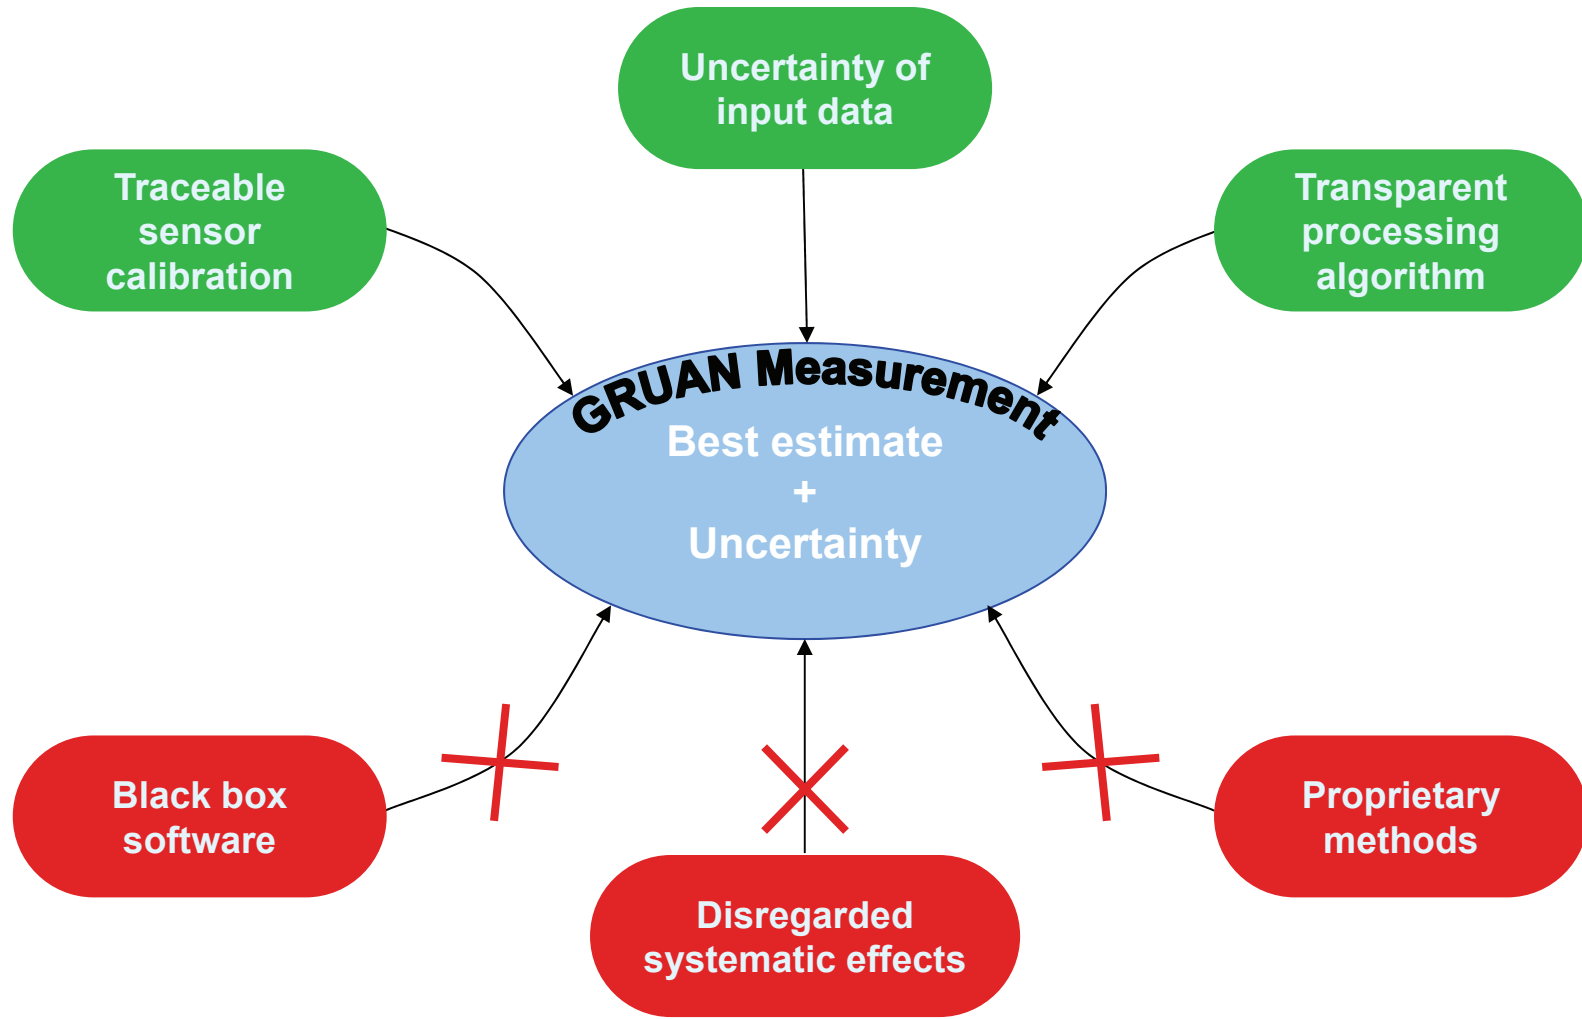 Uncertainty of
input data
Traceable
sensor
calibration
Transparent
processing
algorithm
GRUAN Measurement
Best estimate
+
Uncertainty
Black box
software
Proprietary
methods
Disregarded
systematic effects